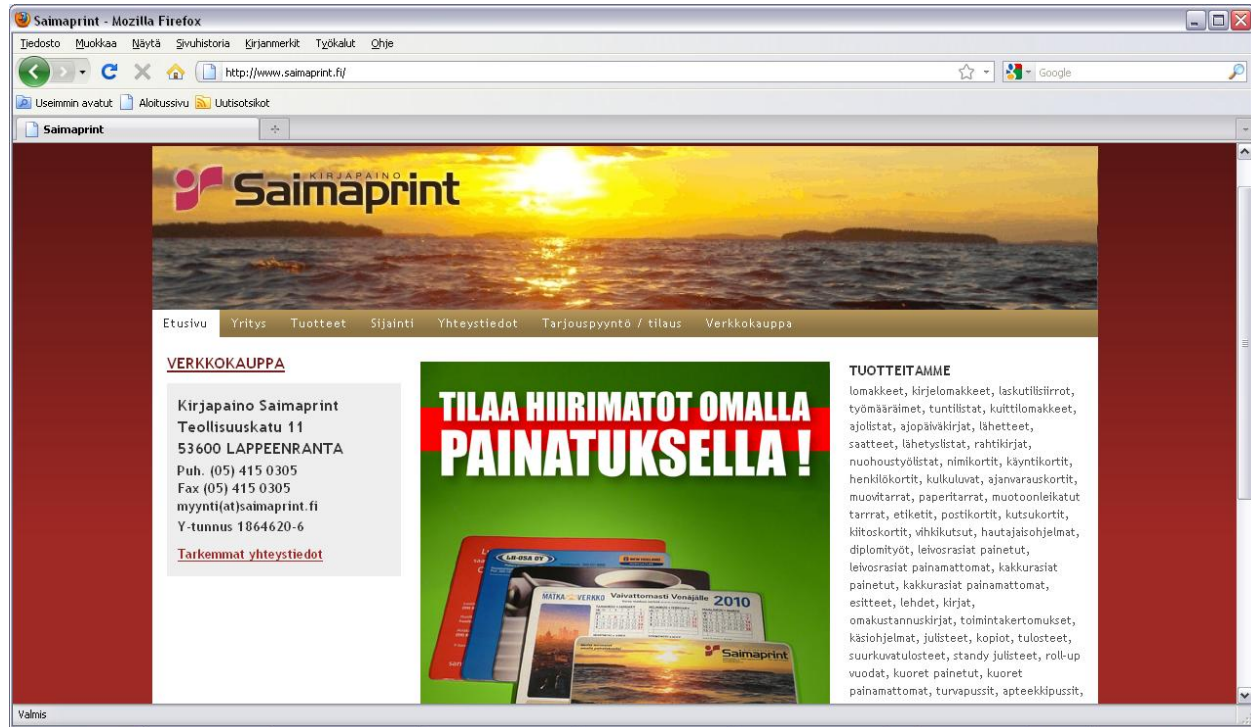 Saimaprint - Mozilla Firefox
Tiedosto Muokkaa Näytä Sivuhistoria Kirjanmerkit Työkalut Ohje
http://www.saimaprint.fi/
Google
Useimmin avatut Aloitussivu Uutisotsikot
Saimaprint
KIRJAPAINO
Saimaprint
Etusivu Yritys Tuotteet Sijainti Yhteystiedot Tarjouspyyntö / tilaus Verkkokauppa
VERKKOKAUPPA
Kirjapaino Saimaprint
Teollisuuskatu 11
53600 LAPPEENRANTA
Puh. (05) 415 0305
Fax (05) 415 0305
myynti(at)saimaprint.fi
Y-tunnus 1864620-6
Tarkemmat yhteystiedot
TILAA HIIRIMATOT OMALLA
PAINATUKSELLA !
LH-OSA OY
MATKA VERKKO Vaivattomasti Venäjälle 2010
Saimaprint
TUOTTEITAMME
lomakkeet, kirjelomakkeet, laskutilisiirrot,
työmääräimet, tuntilistat, kuittilomakkeet,
ajolistat, ajopäiväkirjat, lähetteet,
saatteet, lähetyslistat, rahtikirjat,
nuohoustyölistat, nimikortit, käyntikortit,
henkilökortit, kulkuluvat, ajanvarauskortit,
muovitarrat, paperitarrat, muotoonleikatut
tarrrat, etiketit, postikortit, kutsukortit,
kiitoskortit, vihkikutsut, hautajaisohjelmat,
diplomityöt, leivosrasiat painetut,
leivosrasiat painamattomat, kakkurasiat
painetut, kakkurasiat painamattomat,
esitteet, lehdet, kirjat,
omakustannuskirjat, toimintakertomukset,
käsiohjelmat, julisteet, kopiot, tulosteet,
suurkuvatulosteet, standy julisteet, roll-up
vuodat, kuoret painetut, kuoret
painamattomat, turvapussit, apteekkipussit,
Valmis